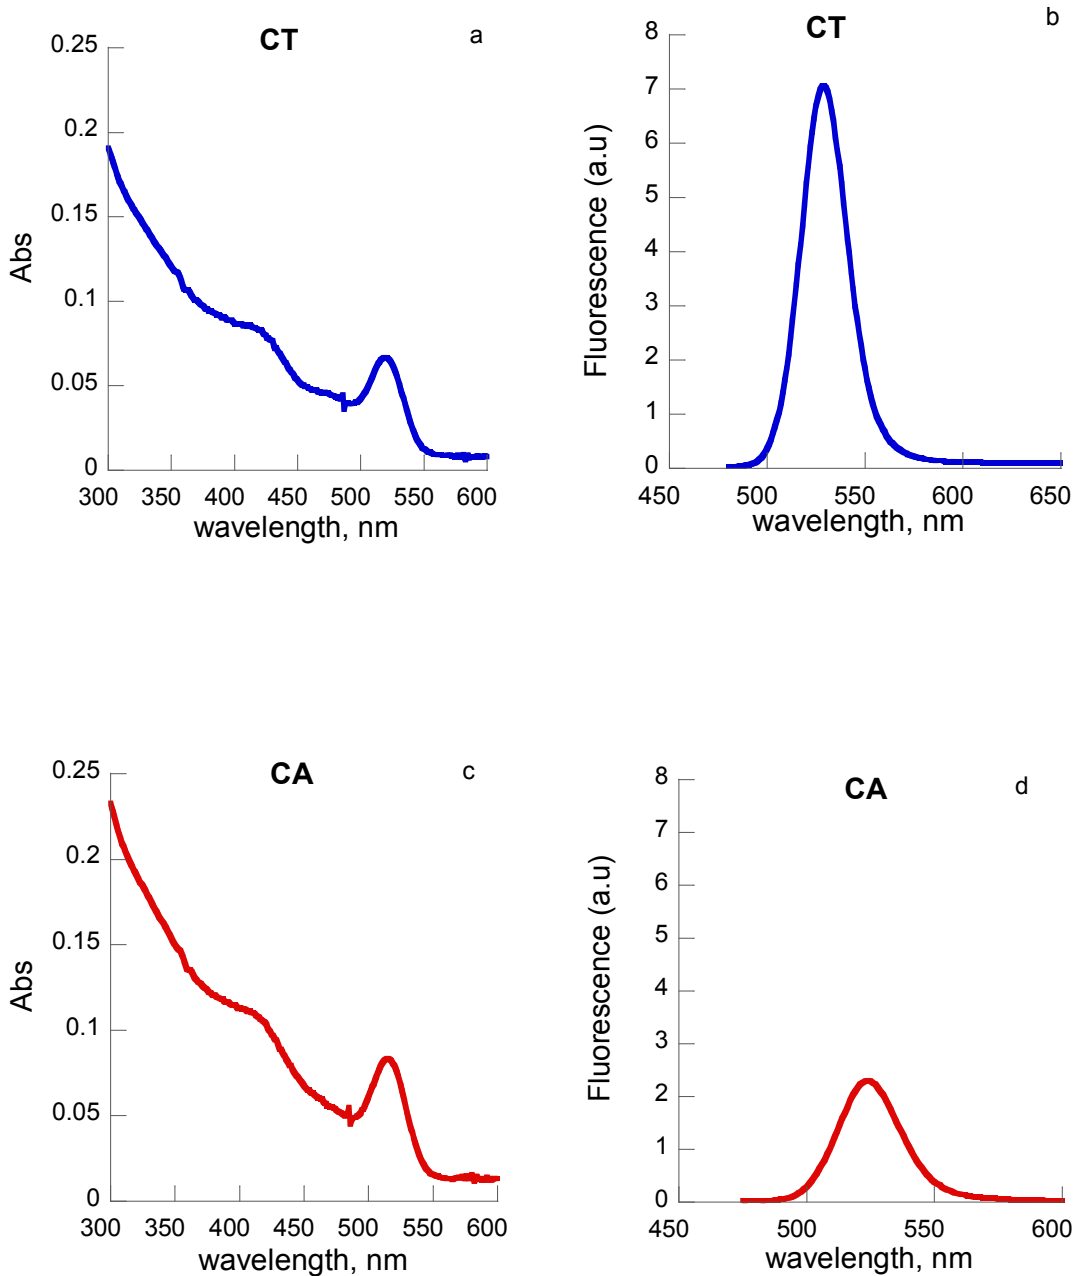 CT
a
0.25
0.2
0.15
0.1
0.05
0
Abs
300 350 400 450 500 550 600
wavelength, nm
CT
b
8
7
6
5
4
3
2
1
0
Fluorescence (a.u)
450 500 550 600 650
wavelength, nm
CA
c
0.25
0.2
0.15
0.1
0.05
0
Abs
300 350 400 450 500 550 600
wavelength, nm
CA
d
8
7
6
5
4
3
2
1
0
Fluorescence (a.u)
450 500 550 600
wavelength, nm